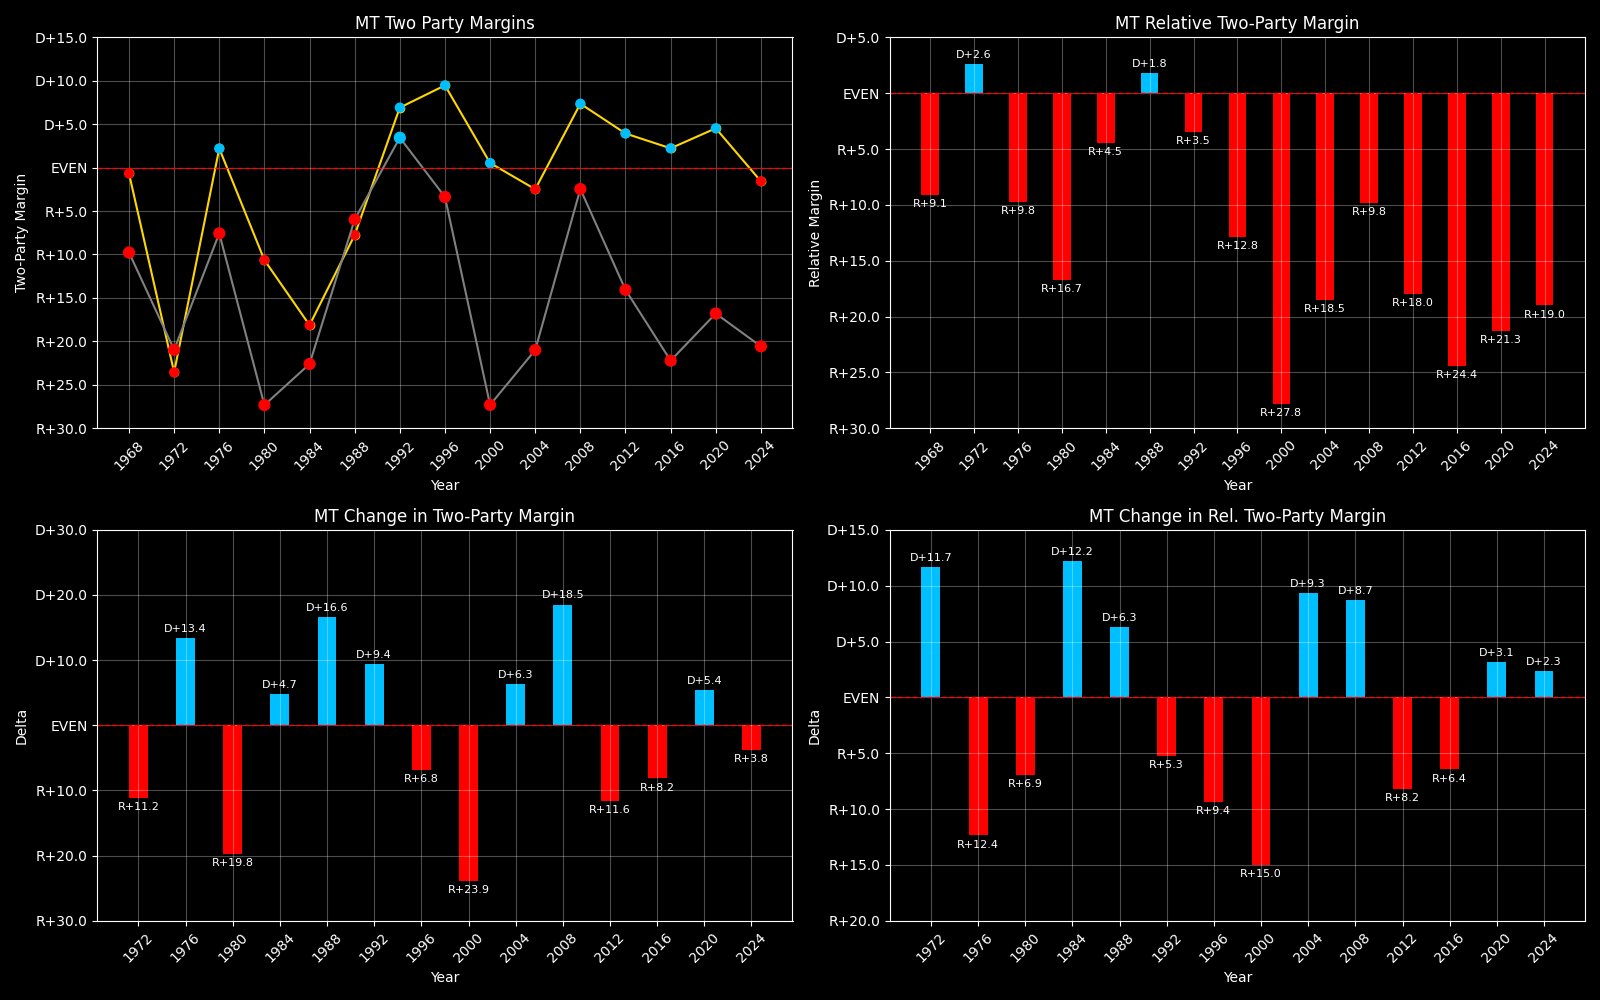 MT Two Party Margins
Two-Party Margin
D+15.0
D+10.0
D+5.0
EVEN
R+5.0
R+10.0
R+15.0
R+20.0
R+25.0
R+30.0
1968 1972 1976 1980 1984 1988 1992 1996 2000 2004 2008 2012 2016 2020 2024
Year
MT Relative Two-Party Margin
Relative Margin
D+5.0
EVEN
R+5.0
R+10.0
R+15.0
R+20.0
R+25.0
R+30.0
R+9.1
D+2.6
R+9.8
R+16.7
R+4.5
D+1.8
R+3.5
R+12.8
R+27.8
R+18.5
R+9.8
R+18.0
R+24.4
R+21.3
R+19.0
1968 1972 1976 1980 1984 1988 1992 1996 2000 2004 2008 2012 2016 2020 2024
Year
MT Change in Two-Party Margin
Delta
D+30.0
D+20.0
D+10.0
EVEN
R+10.0
R+20.0
R+30.0
R+11.2
D+13.4
R+19.8
D+4.7
D+16.6
D+9.4
R+6.8
R+23.9
D+6.3
D+18.5
R+11.6
R+8.2
D+5.4
R+3.8
1972 1976 1980 1984 1988 1992 1996 2000 2004 2008 2012 2016 2020 2024
Year
MT Change in Rel. Two-Party Margin
Delta
D+15.0
D+10.0
D+5.0
EVEN
R+5.0
R+10.0
R+15.0
R+20.0
D+11.7
R+12.4
R+6.9
D+12.2
D+6.3
R+5.3
R+9.4
R+15.0
D+9.3
D+8.7
R+8.2
R+6.4
D+3.1
D+2.3
1972 1976 1980 1984 1988 1992 1996 2000 2004 2008 2012 2016 2020 2024
Year